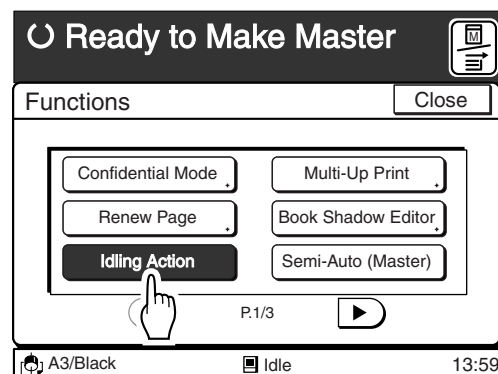 Ready to Make Master
M
Functions
Close
Confidential Mode
Multi-Up Print
Renew Page
Book Shadow Editor
Idling Action
Semi-Auto (Master)
P.1/3
A3/Black
Idle
13:59